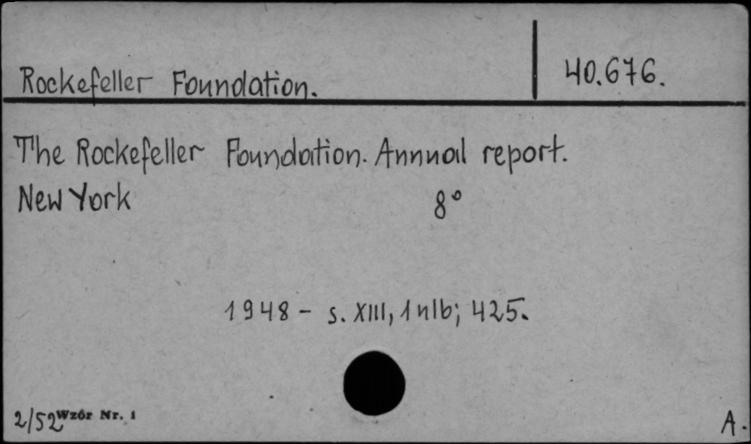 Rockefeller Foundation.
40.676.
The Rockefeller Foundation. Annual report.
New York 8°
1948 - s. XIII, 1 nlb; 425.
2/52 Wzór Nr. 1
A.